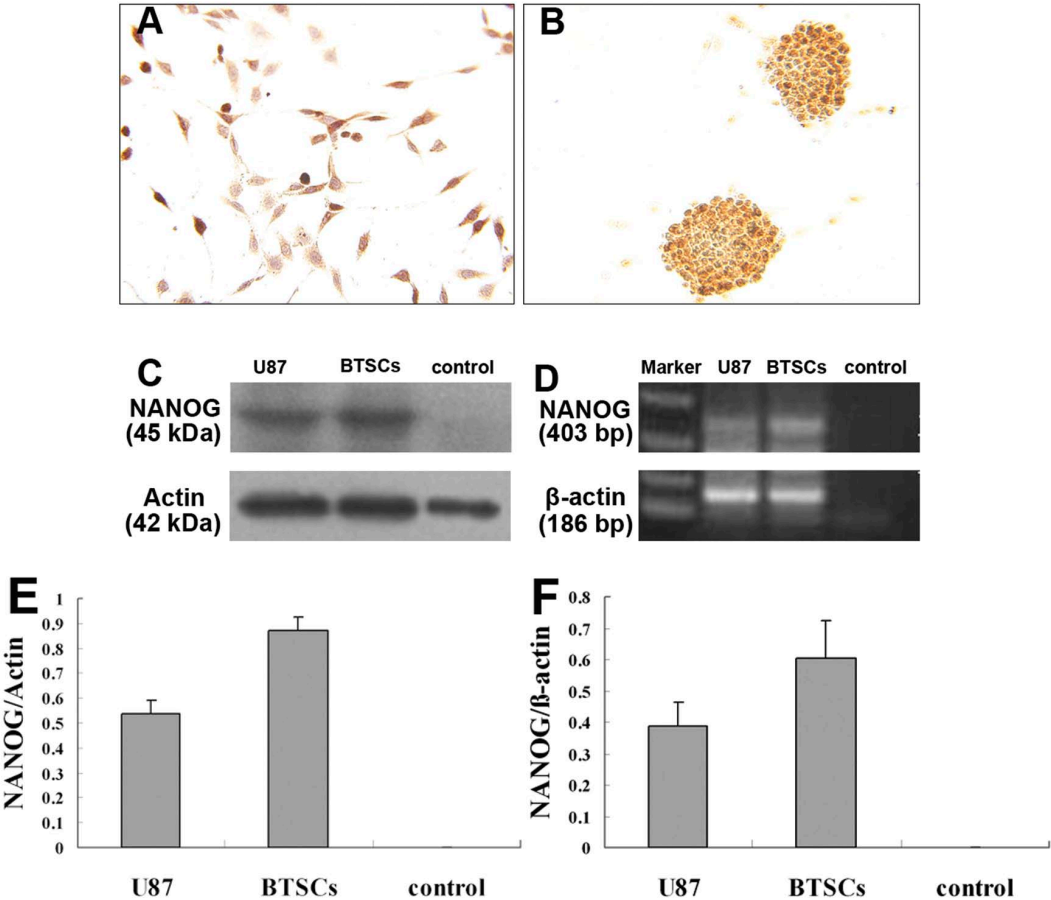 A
B
C
U87 BTSCs control
NANOG
(45 kDa)
Actin
(42 kDa)
D
Marker U87 BTSCs control
NANOG
(403 bp)
β-actin
(186 bp)
E
NANOG/Actin
1
0.9
0.8
0.7
0.6
0.5
0.4
0.3
0.2
0.1
0
U87 BTSCs control
F
NANOG/ß-actin
0.8
0.7
0.6
0.5
0.4
0.3
0.2
0.1
0
U87 BTSCs control